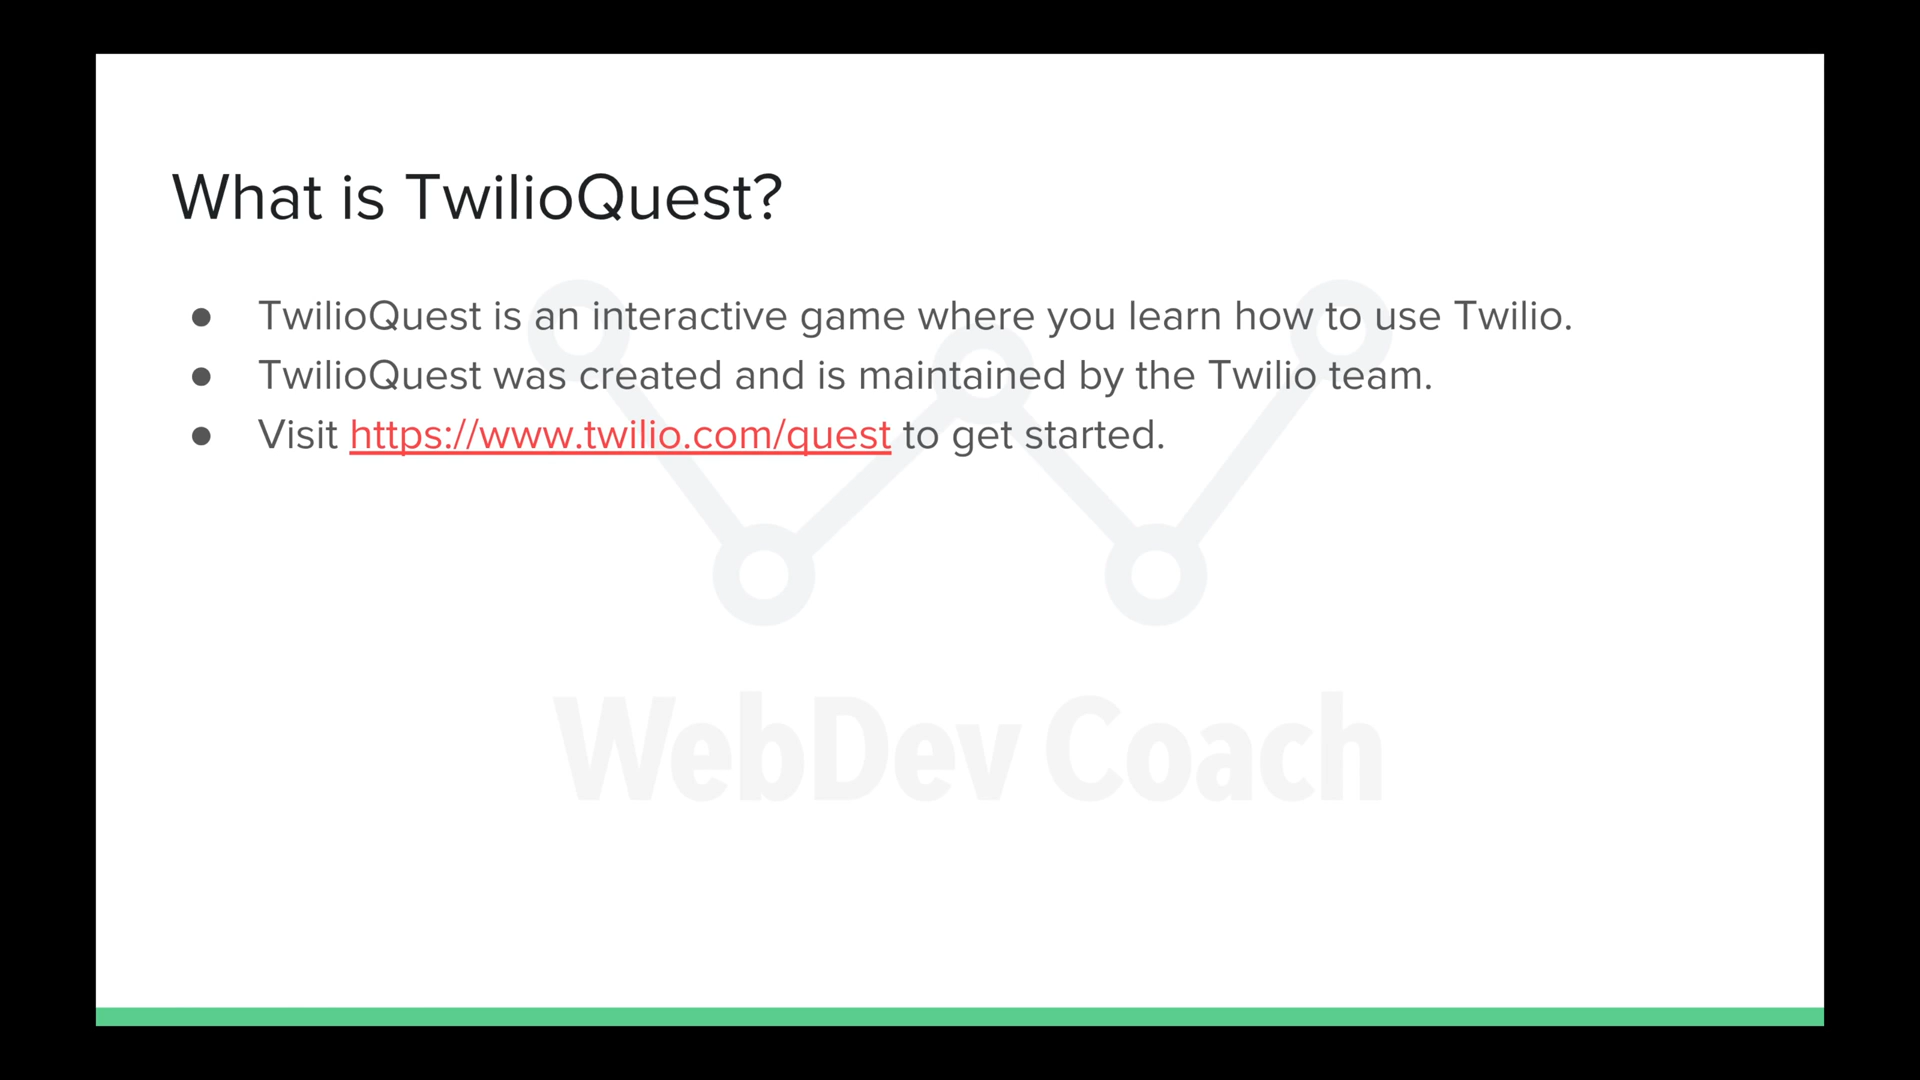 What is TwilioQuest?
● TwilioQuest is an interactive game where you learn how to use Twilio.
● TwilioQuest was created and is maintained by the Twilio team.
● Visit https://www.twilio.com/quest to get started.
WebDev Coach